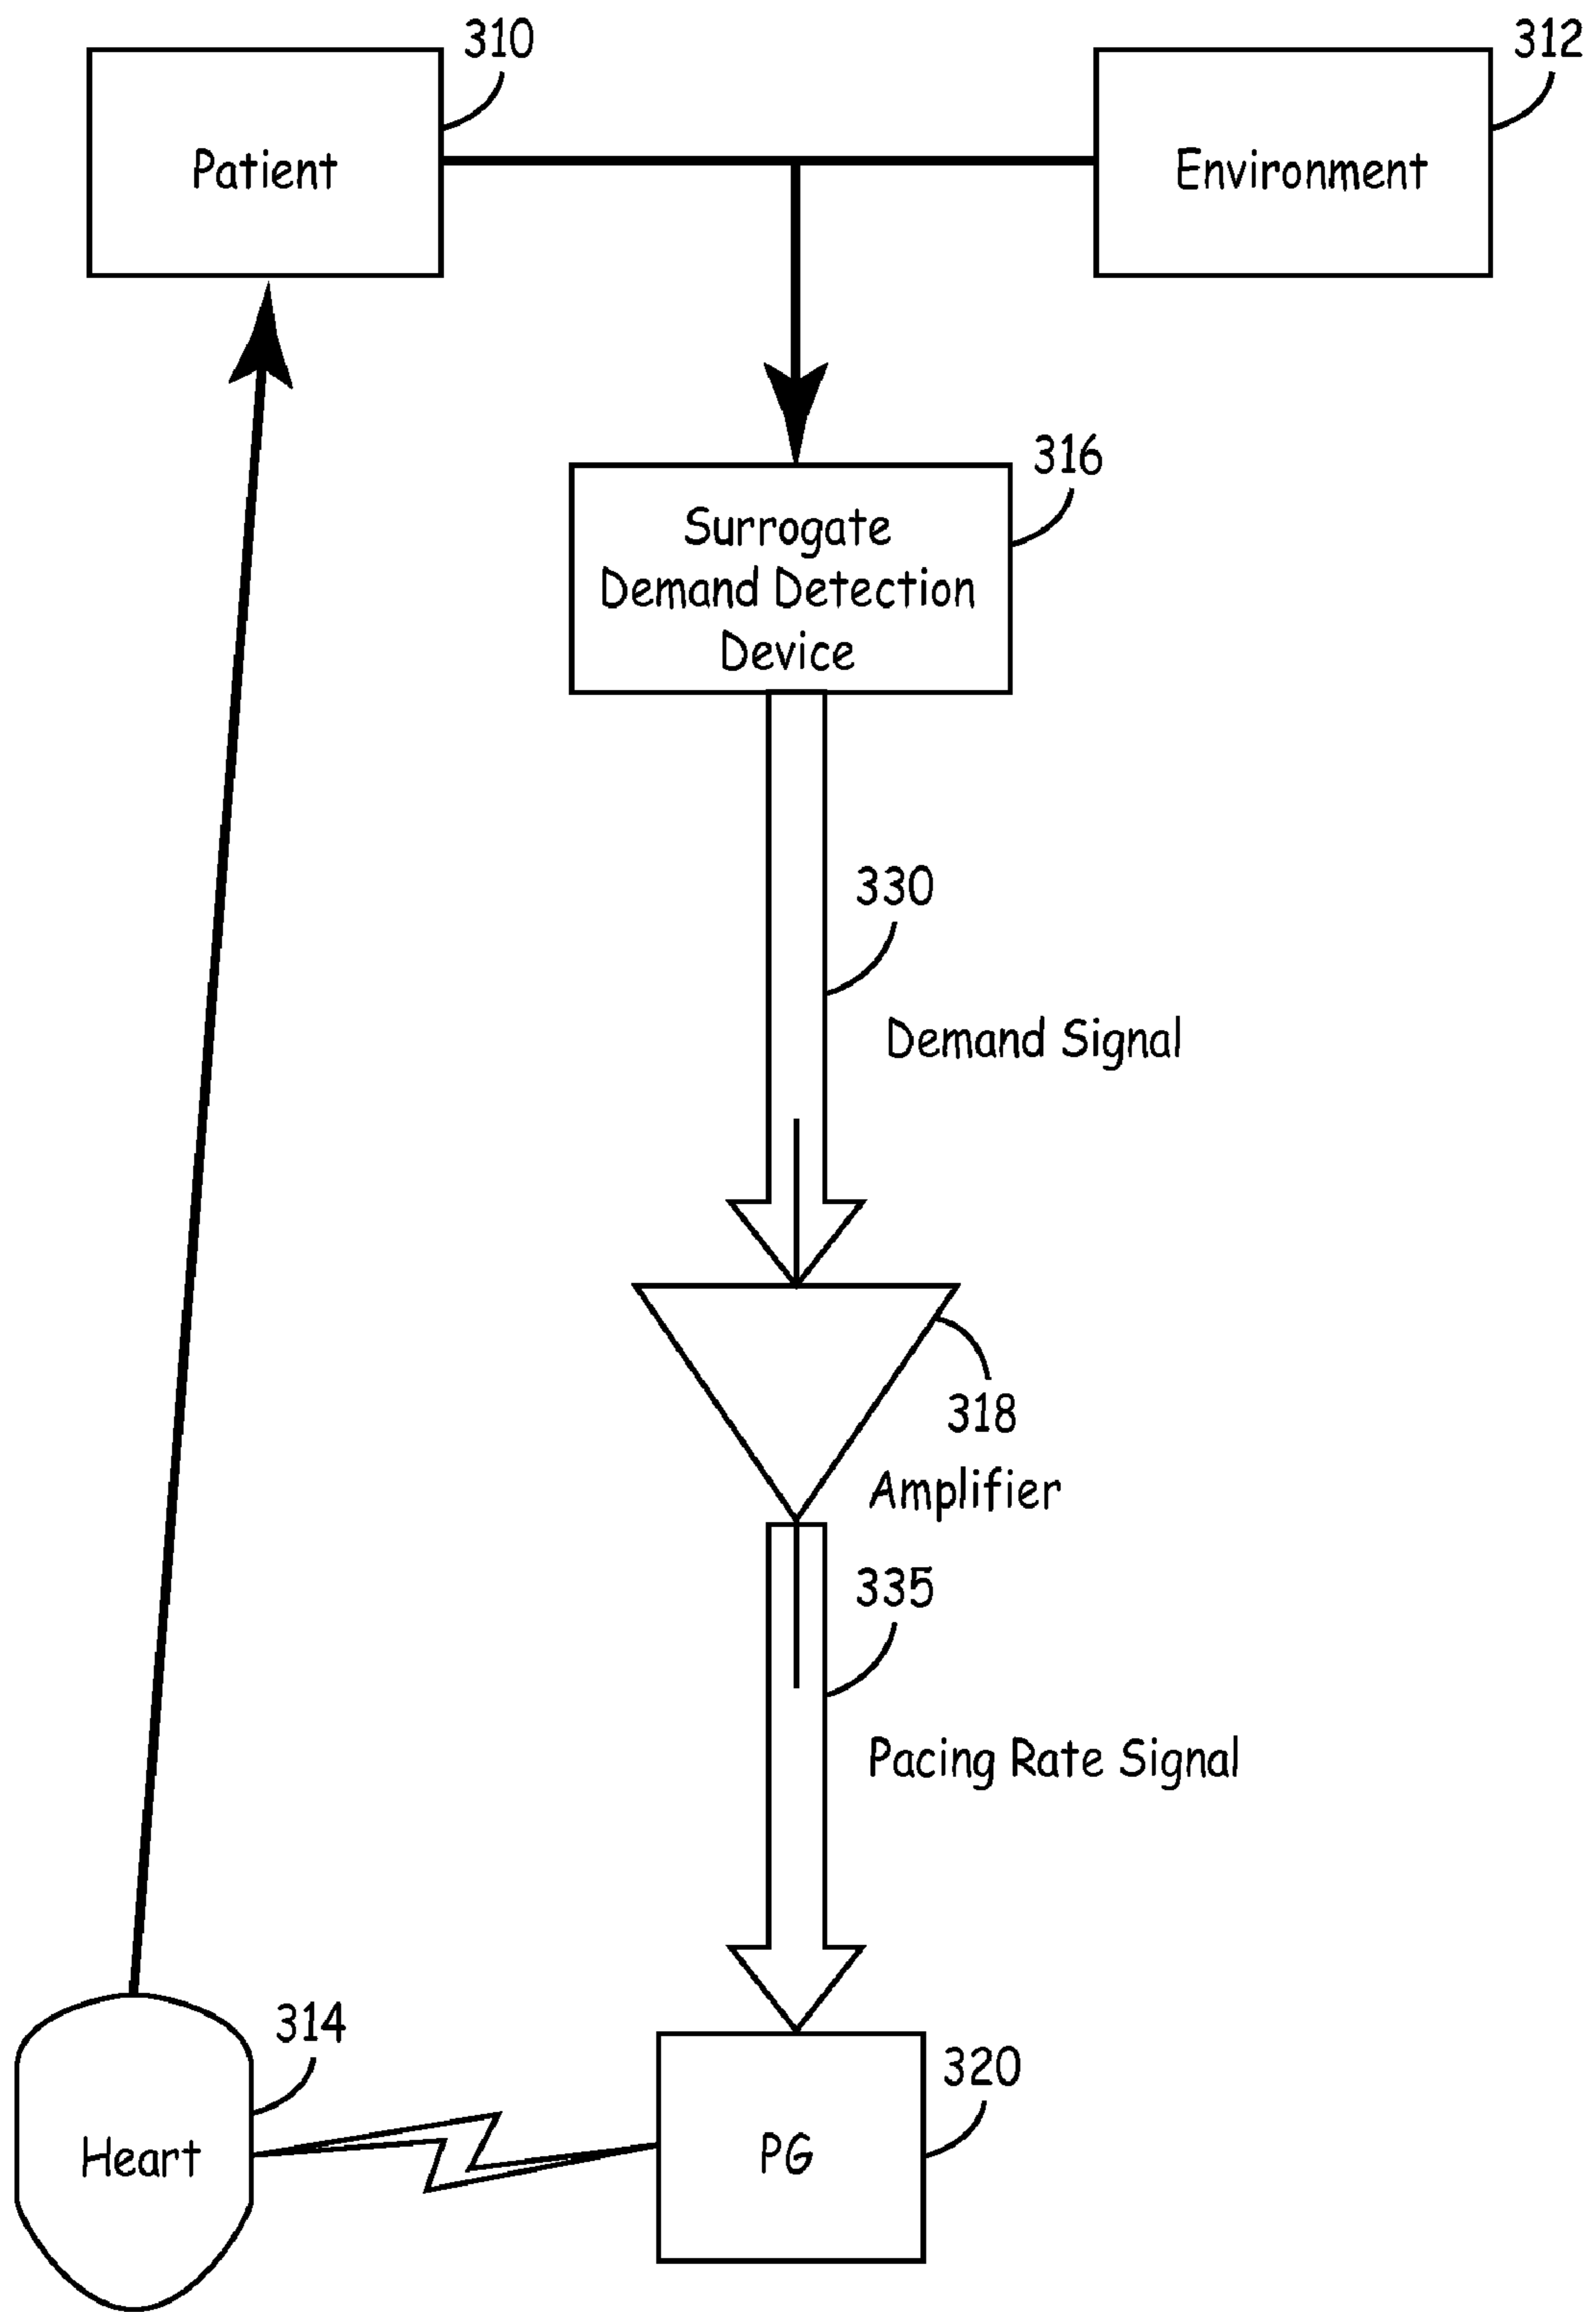 310
312
Patient
Environment
316
Surrogate
Demand Detection
Device
330
Demand Signal
318
Amplifier
335
Pacing Rate Signal
314
320
Heart
PG